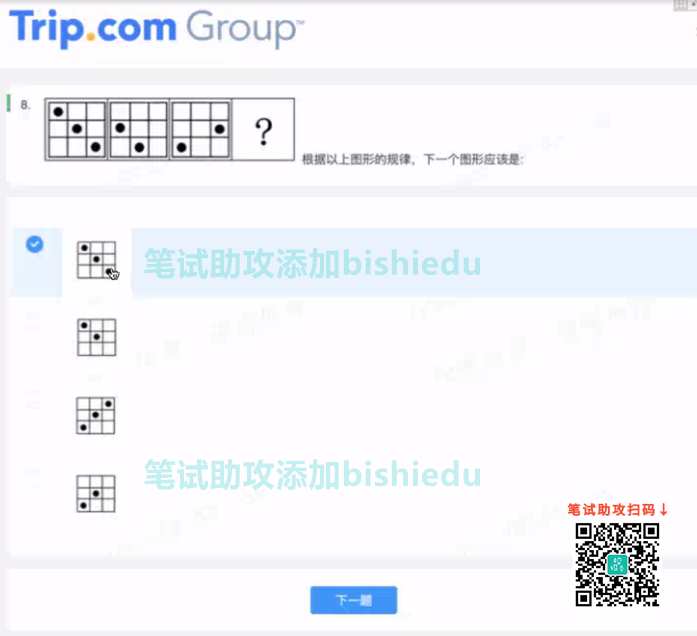 Trip.com Group™
8.
?
根据以上图形的规律，下一个图形应该是:
笔试助攻添加bishiedu
笔试助攻添加bishiedu
笔试助攻扫码↓
下一题